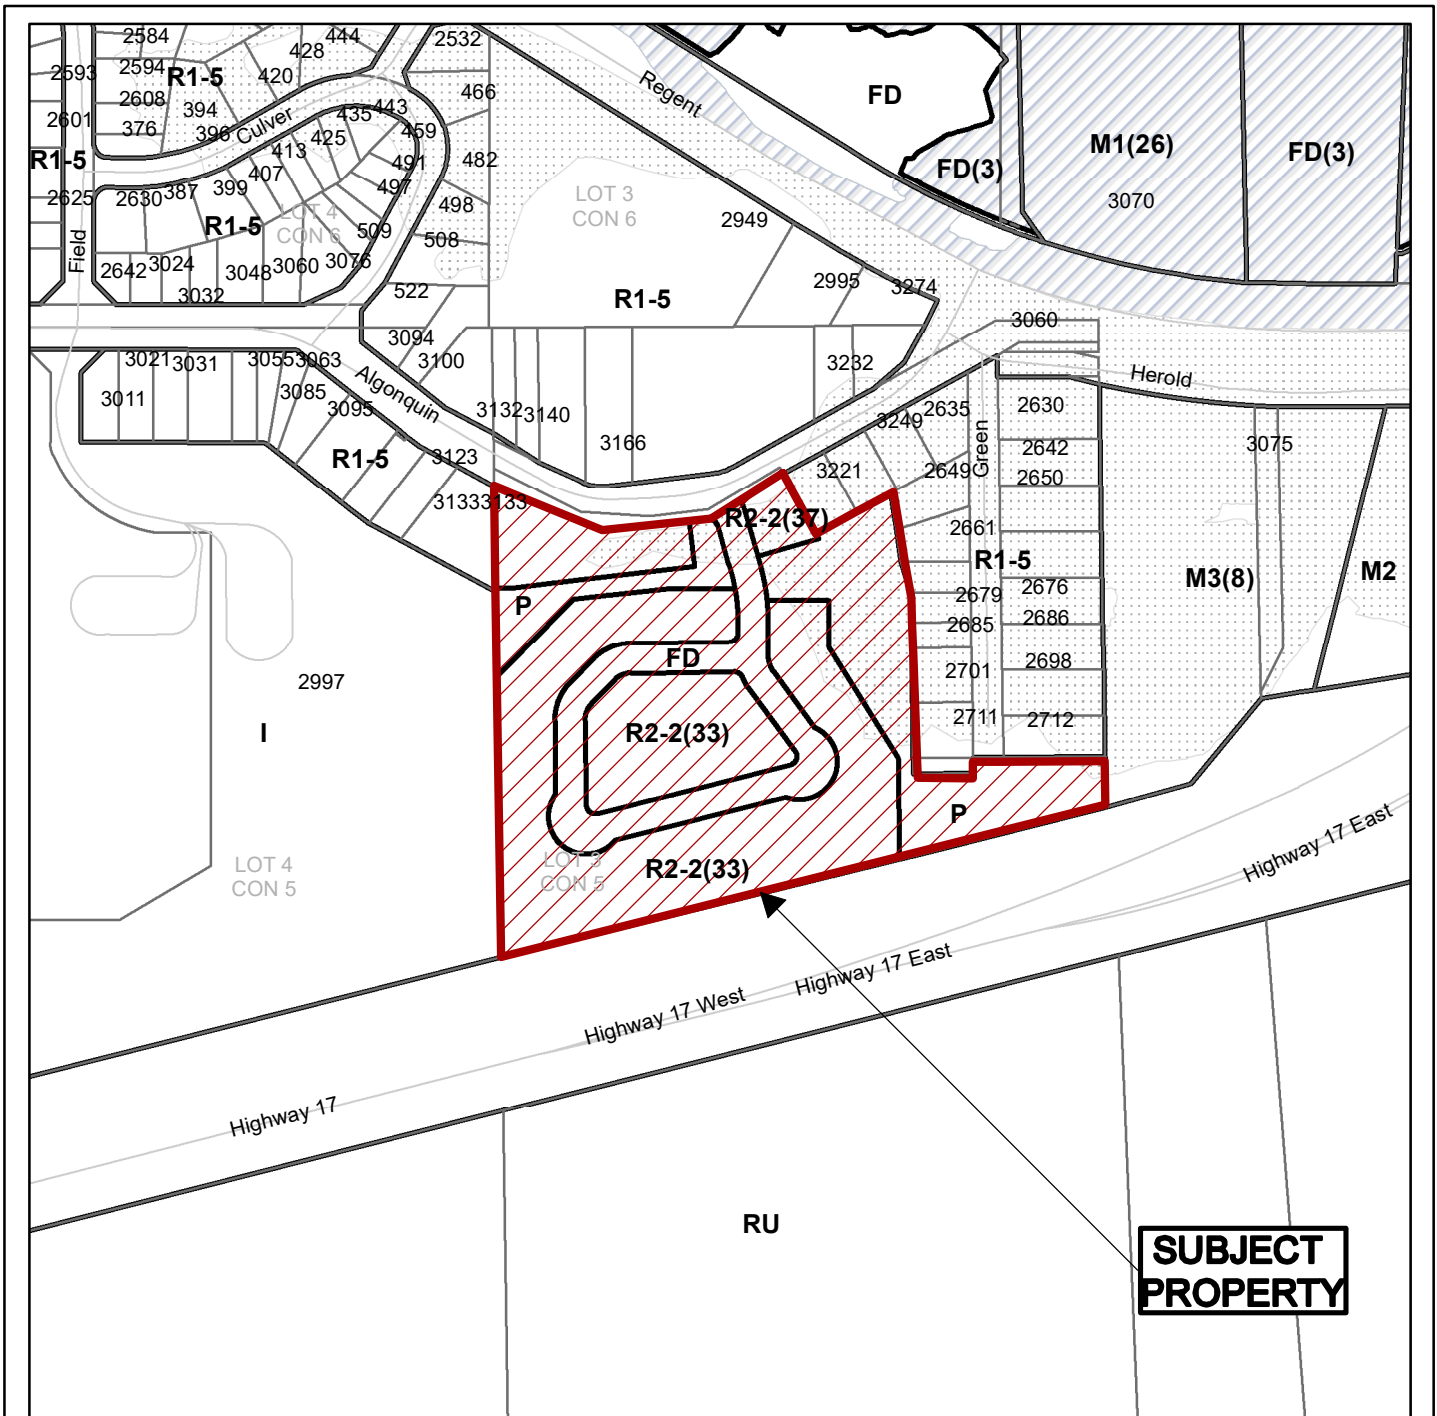 2584
444
2532
428
2593
2594
R1-5
420
466
2608
394
435
443
2601
376
396
Culver
425
459
Regent
FD
M1(26)
FD(3)
FD(3)
3070
R1-5
413
491
482
407
497
2625
2630
387
399
LOT 4
CON 6
R1-5
509
498
508
LOT 3
CON 6
2949
Field
2642
3024
3048
3060
3076
3032
522
R1-5
2995
3274
3060
3094
3100
3021
3031
3055
3063
3011
3085
3095
Algonquin
3132
3140
3166
3232
Herold
3249
2635
2630
R1-5
3123
3221
2649
Green
2642
2650
3075
3133
3133
R2-2(37)
2661
R1-5
M3(8)
M2
P
2679
2676
2685
2686
FD
2701
2698
2997
I
R2-2(33)
2711
2712
P
LOT 4
CON 5
LOT 3
CON 5
R2-2(33)
Highway 17 East
Highway 17 East
Highway 17 West
Highway 17
RU
SUBJECT
PROPERTY